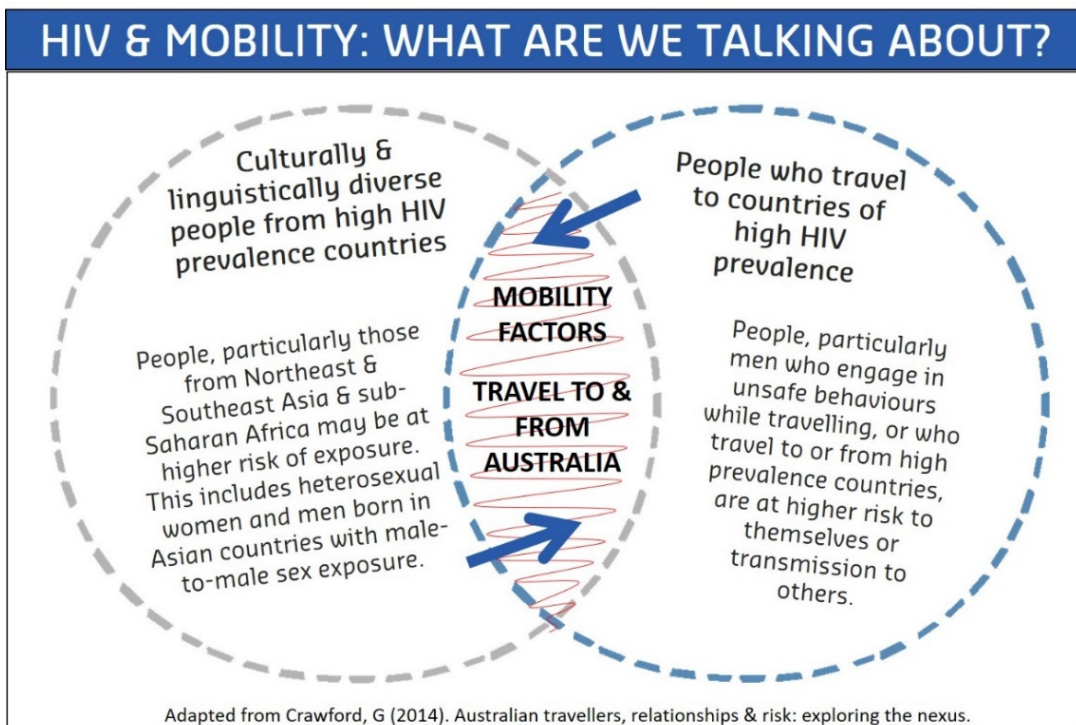 HIV & MOBILITY: WHAT ARE WE TALKING ABOUT?
Culturally &
linguistically diverse
people from high HIV
prevalence countries
People, particularly those
from Northeast &
Southeast Asia & sub-
Saharan Africa may be at
higher risk of exposure.
This includes heterosexual
women and men born in
Asian countries with male-
to-male sex exposure.
MOBILITY
FACTORS
TRAVEL TO &
FROM
AUSTRALIA
People who travel
to countries of
high HIV
prevalence
People, particularly
men who engage in
unsafe behaviours
while travelling, or who
travel to or from high
prevalence countries,
are at higher risk to
themselves or
transmission to
others.
Adapted from Crawford, G (2014). Australian travellers, relationships & risk: exploring the nexus.